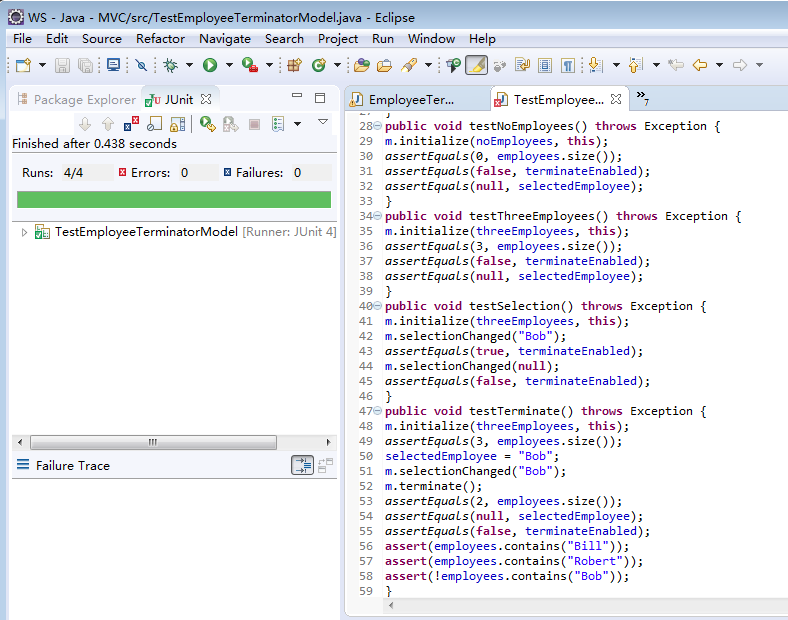 WS - Java - MVC/src/TestEmployeeTerminatorModel.java - Eclipse
File Edit Source Refactor Navigate Search Project Run Window Help
Package Explorer JUnit
Finished after 0.438 seconds
Runs: 4/4 Errors: 0 Failures: 0
TestEmployeeTerminatorModel [Runner: JUnit 4]
Failure Trace
EmployeeTer... TestEmployee... »7
28 public void testNoEmployees() throws Exception {
29 m.initialize(noEmployees, this);
30 assertEquals(0, employees.size());
31 assertEquals(false, terminateEnabled);
32 assertEquals(null, selectedEmployee);
33 }
34 public void testThreeEmployees() throws Exception {
35 m.initialize(threeEmployees, this);
36 assertEquals(3, employees.size());
37 assertEquals(false, terminateEnabled);
38 assertEquals(null, selectedEmployee);
39 }
40 public void testSelection() throws Exception {
41 m.initialize(threeEmployees, this);
42 m.selectionChanged("Bob");
43 assertEquals(true, terminateEnabled);
44 m.selectionChanged(null);
45 assertEquals(false, terminateEnabled);
46 }
47 public void testTerminate() throws Exception {
48 m.initialize(threeEmployees, this);
49 assertEquals(3, employees.size());
50 selectedEmployee = "Bob";
51 m.selectionChanged("Bob");
52 m.terminate();
53 assertEquals(2, employees.size());
54 assertEquals(null, selectedEmployee);
55 assertEquals(false, terminateEnabled);
56 assert(employees.contains("Bill"));
57 assert(employees.contains("Robert"));
58 assert(!employees.contains("Bob"));
59 }